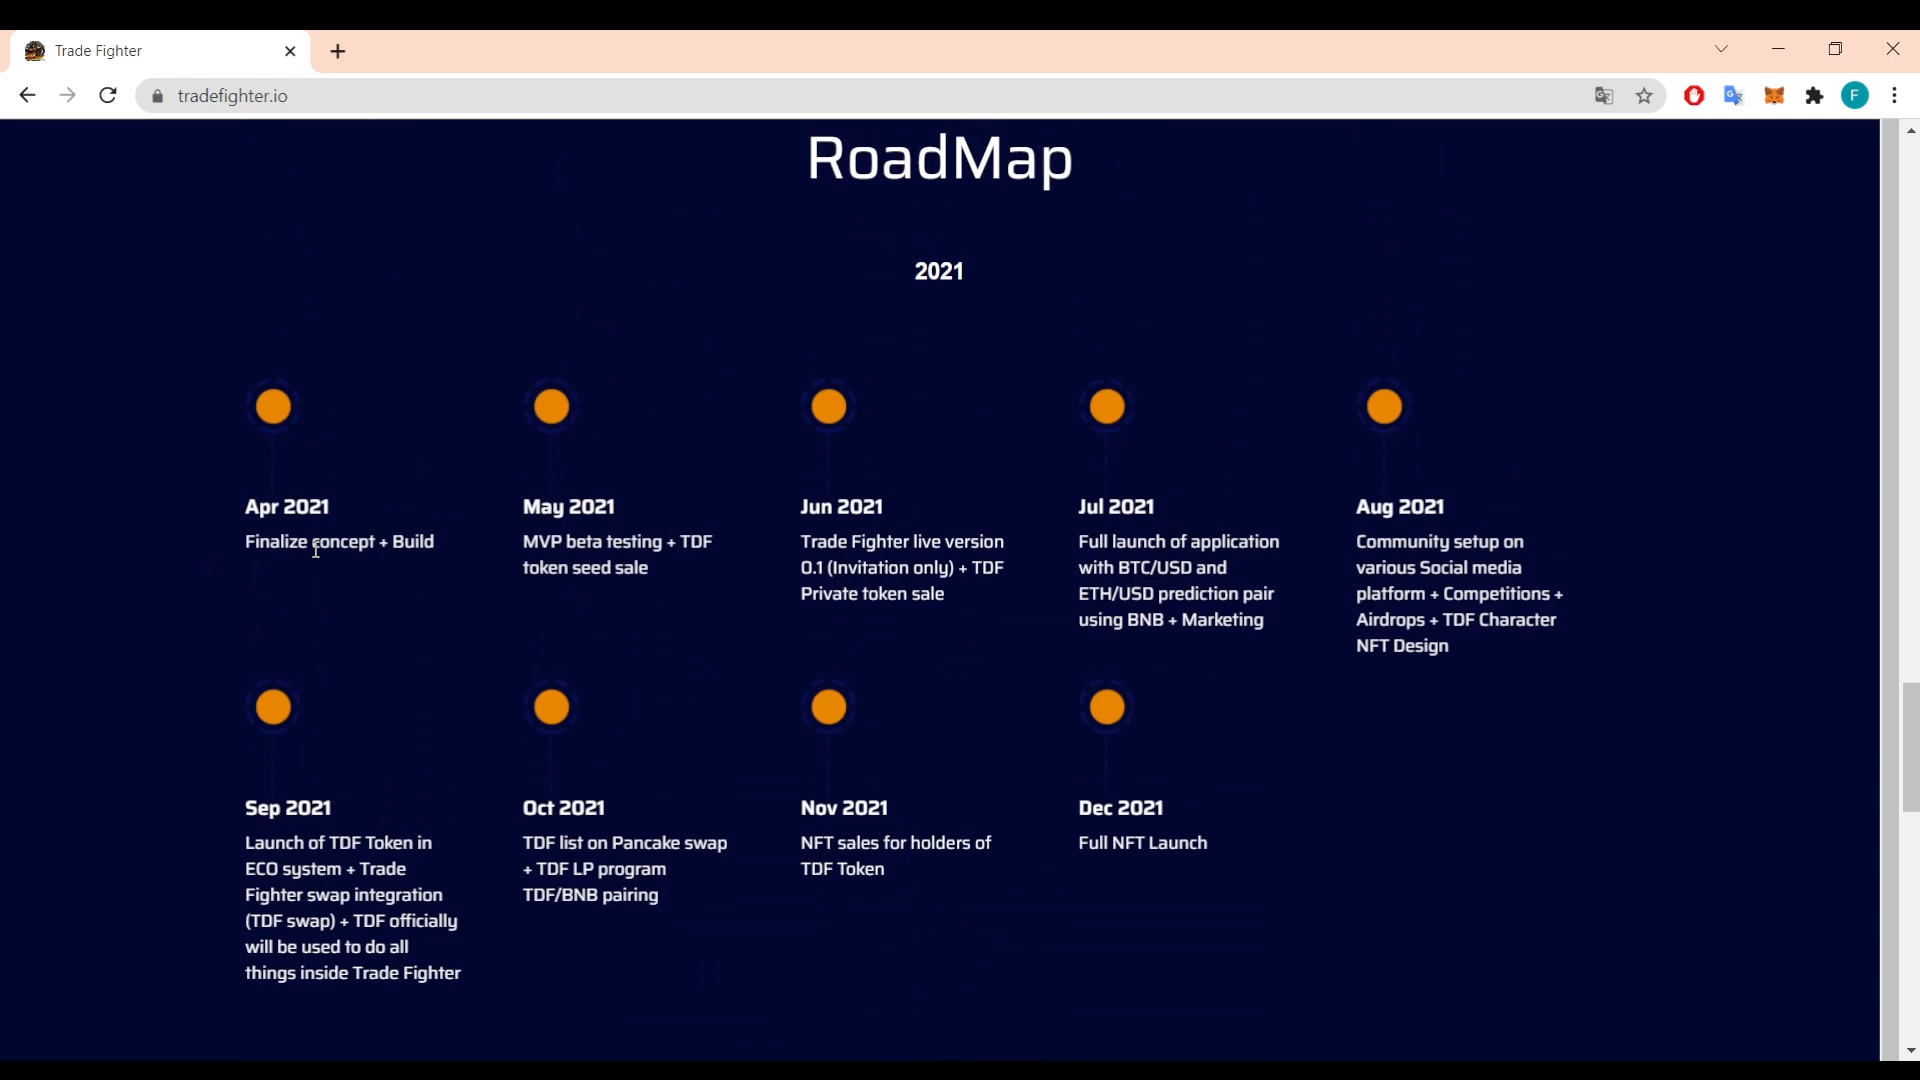 Trade Fighter
tradefighter.io
F
RoadMap
2021
Apr 2021
Finalize concept + Build
May 2021
MVP beta testing + TDF
token seed sale
Jun 2021
Trade Fighter live version
0.1 (Invitation only) + TDF
Private token sale
Jul 2021
Full launch of application
with BTC/USD and
ETH/USD prediction pair
using BNB + Marketing
Aug 2021
Community setup on
various Social media
platform + Competitions +
Airdrops + TDF Character
NFT Design
Sep 2021
Launch of TDF Token in
ECO system + Trade
Fighter swap integration
(TDF swap) + TDF officially
will be used to do all
things inside Trade Fighter
Oct 2021
TDF list on Pancake swap
+ TDF LP program
TDF/BNB pairing
Nov 2021
NFT sales for holders of
TDF Token
Dec 2021
Full NFT Launch